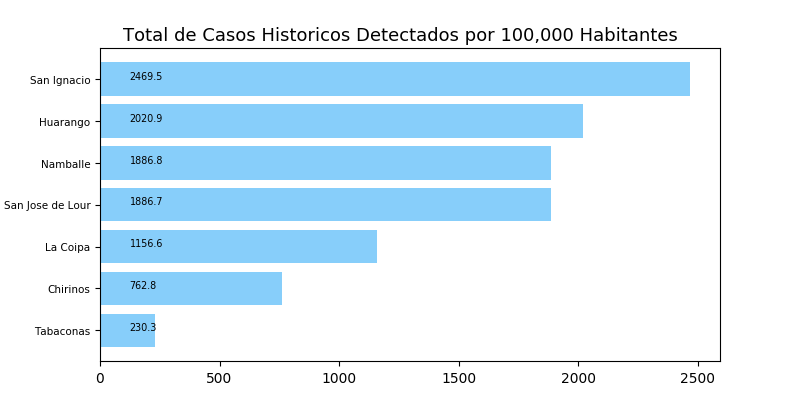 Total de Casos Historicos Detectados por 100,000 Habitantes
San Ignacio 2469.5
Huarango 2020.9
Namballe 1886.8
San Jose de Lour 1886.7
La Coipa 1156.6
Chirinos 762.8
Tabaconas 230.3
0 500 1000 1500 2000 2500